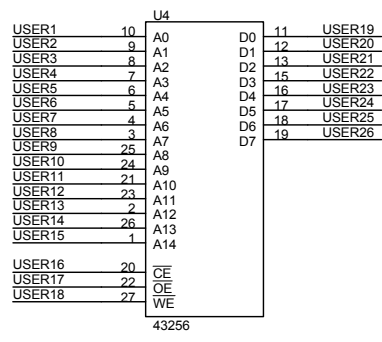 U4
USER1 10 A0 D0 11 USER19
USER2 9 A1 D1 12 USER20
USER3 8 A2 D2 13 USER21
USER4 7 A3 D3 15 USER22
USER5 6 A4 D4 16 USER23
USER6 5 A5 D5 17 USER24
USER7 4 A6 D6 18 USER25
USER8 3 A7 D7 19 USER26
USER9 25 A8
USER10 24 A9
USER11 21 A10
USER12 23 A11
USER13 2 A12
USER14 26 A13
USER15 1 A14
USER16 20 CE
USER17 22 OE
USER18 27 WE
43256